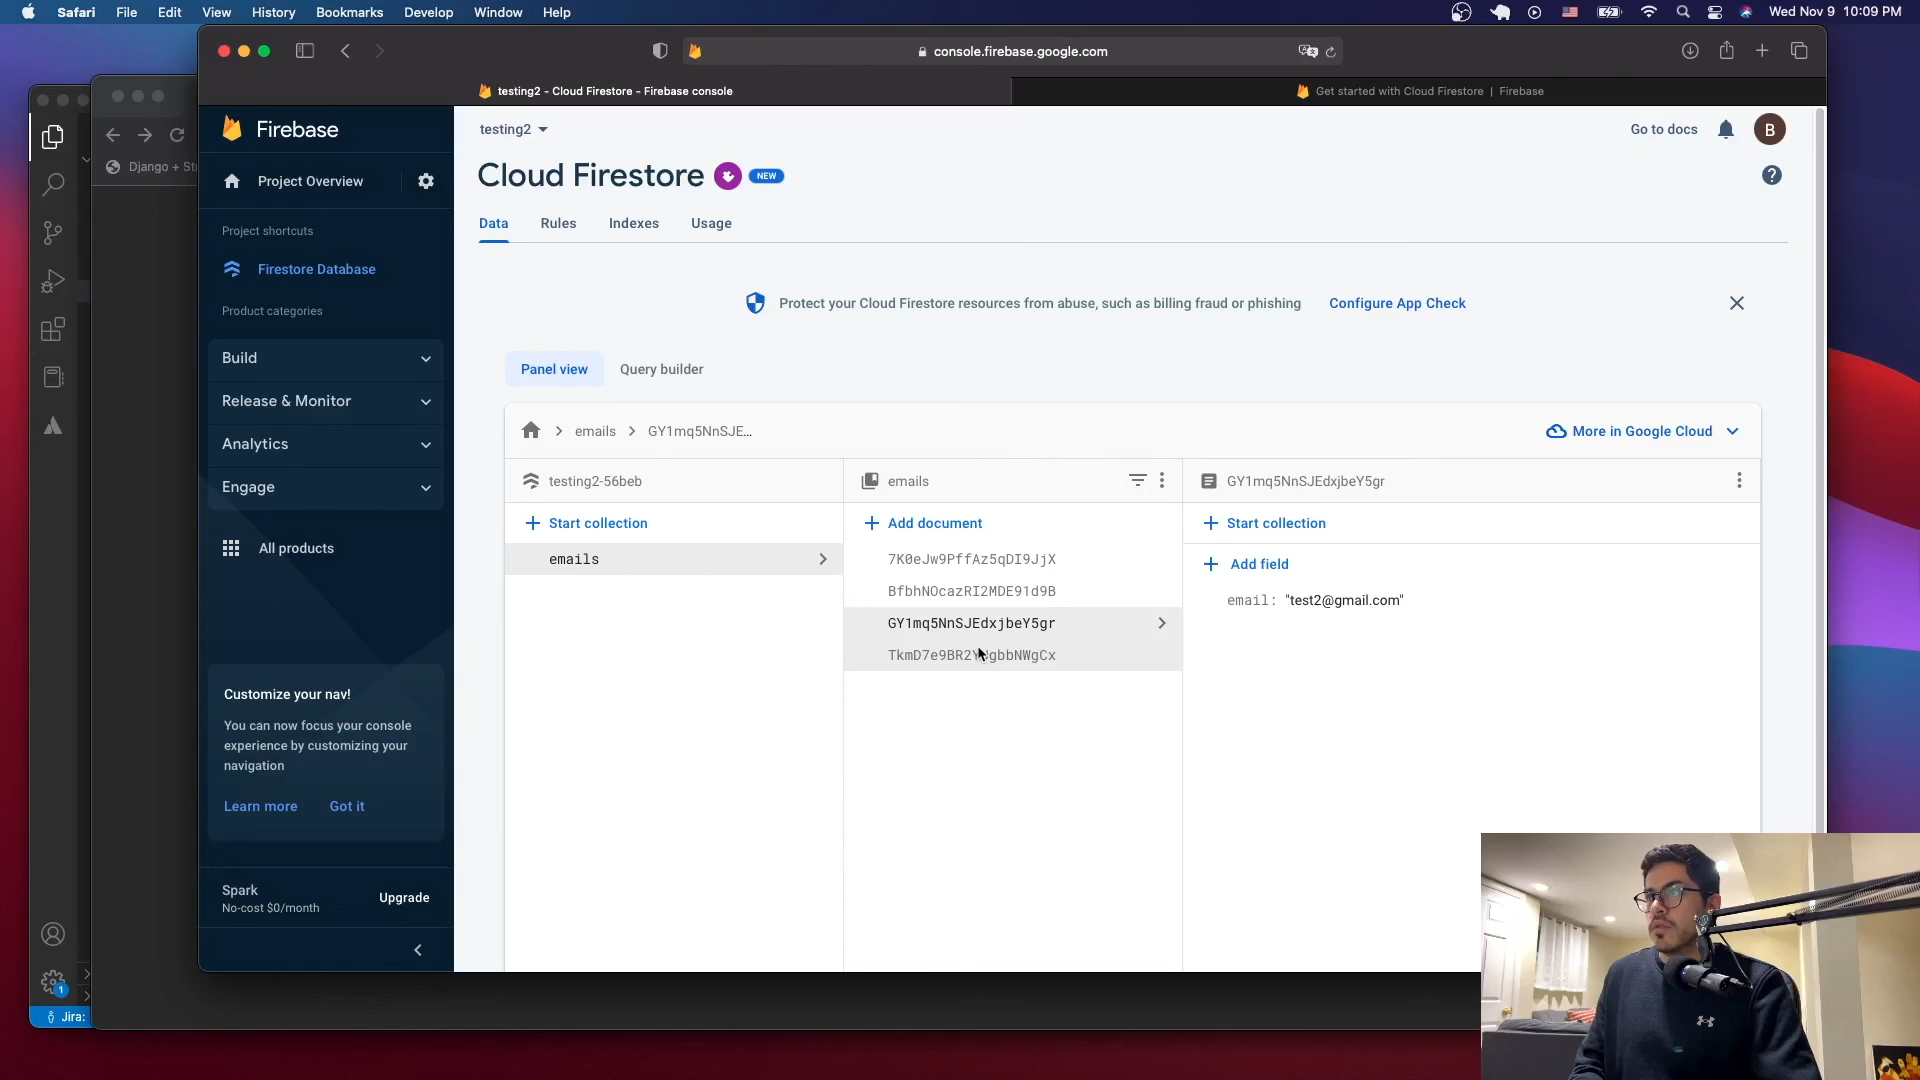 Safari File Edit View History Bookmarks Develop Window Help Wed Nov 9 10:09 PM
console.firebase.google.com
testing2 - Cloud Firestore - Firebase console
Get started with Cloud Firestore | Firebase
Django + St
Firebase
testing2
Go to docs
B
Project Overview
Cloud Firestore NEW
Data Rules Indexes Usage
Project shortcuts
Firestore Database
Product categories
Protect your Cloud Firestore resources from abuse, such as billing fraud or phishing Configure App Check
Build
Release & Monitor
Analytics
Engage
All products
Panel view Query builder
emails GY1mq5NnSJE...
More in Google Cloud
testing2-56beb
emails
GY1mq5NnSJEdxjbeY5gr
Start collection
Add document
Start collection
emails
7K0eJw9PffAz5qDI9JjX
BfbhNOcazRI2MDE91d9B
GY1mq5NnSJEdxjbeY5gr
Add field
email: "test2@gmail.com"
Customize your nav!
You can now focus your console
experience by customizing your
navigation
Learn more Got it
Spark
No-cost $0/month
Upgrade
1
Jira: